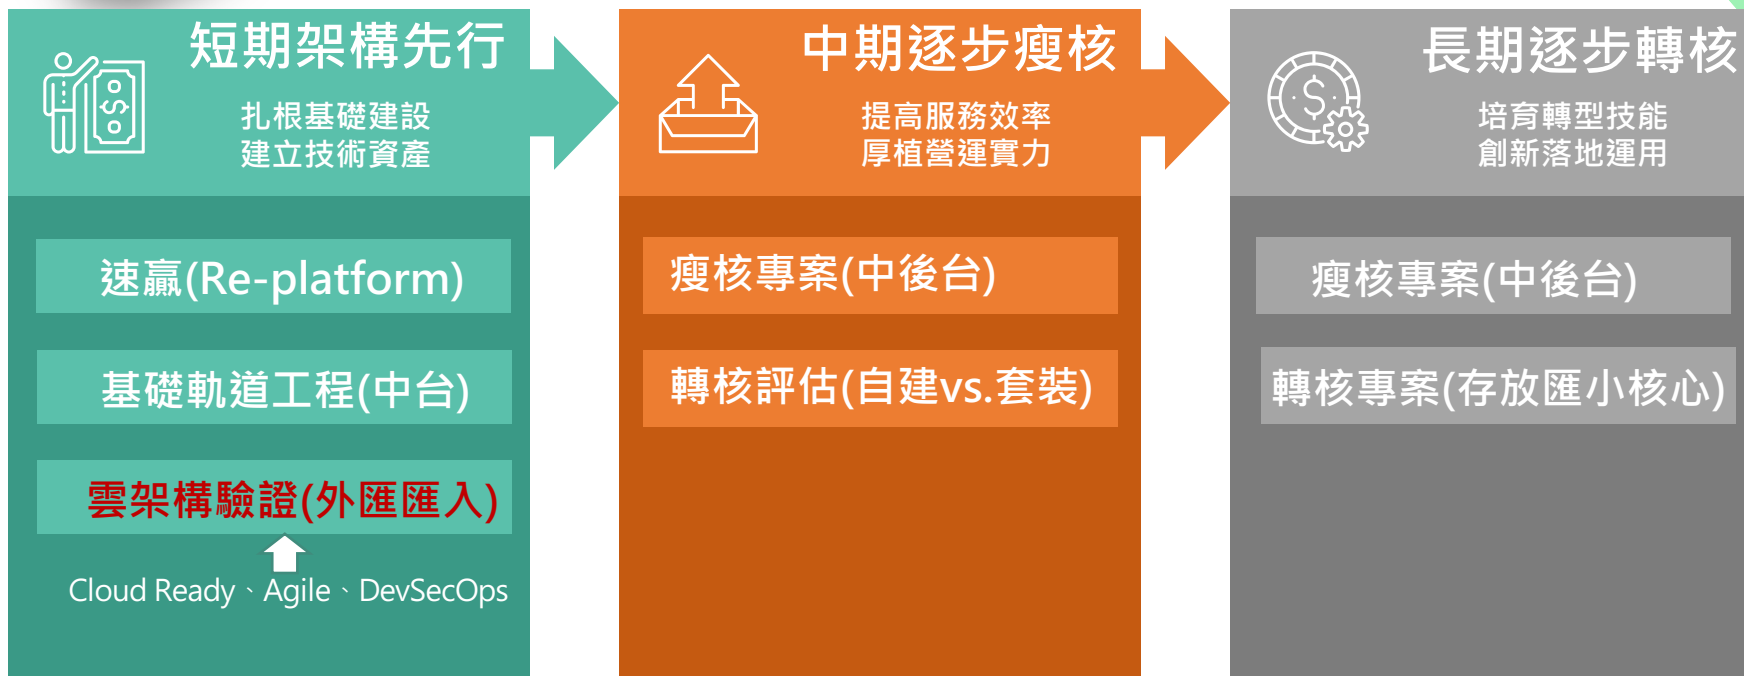 短期架構先行
扎根基礎建設
建立技術資產
速贏(Re-platform)
基礎軌道工程(中台)
雲架構驗證(外匯匯入)
Cloud Ready、Agile、DevSecOps
中期逐步瘦核
提高服務效率
厚植營運實力
瘦核專案(中後台)
轉核評估(自建vs.套裝)
長期逐步轉核
培育轉型技能
創新落地運用
瘦核專案(中後台)
轉核專案(存放匯小核心)